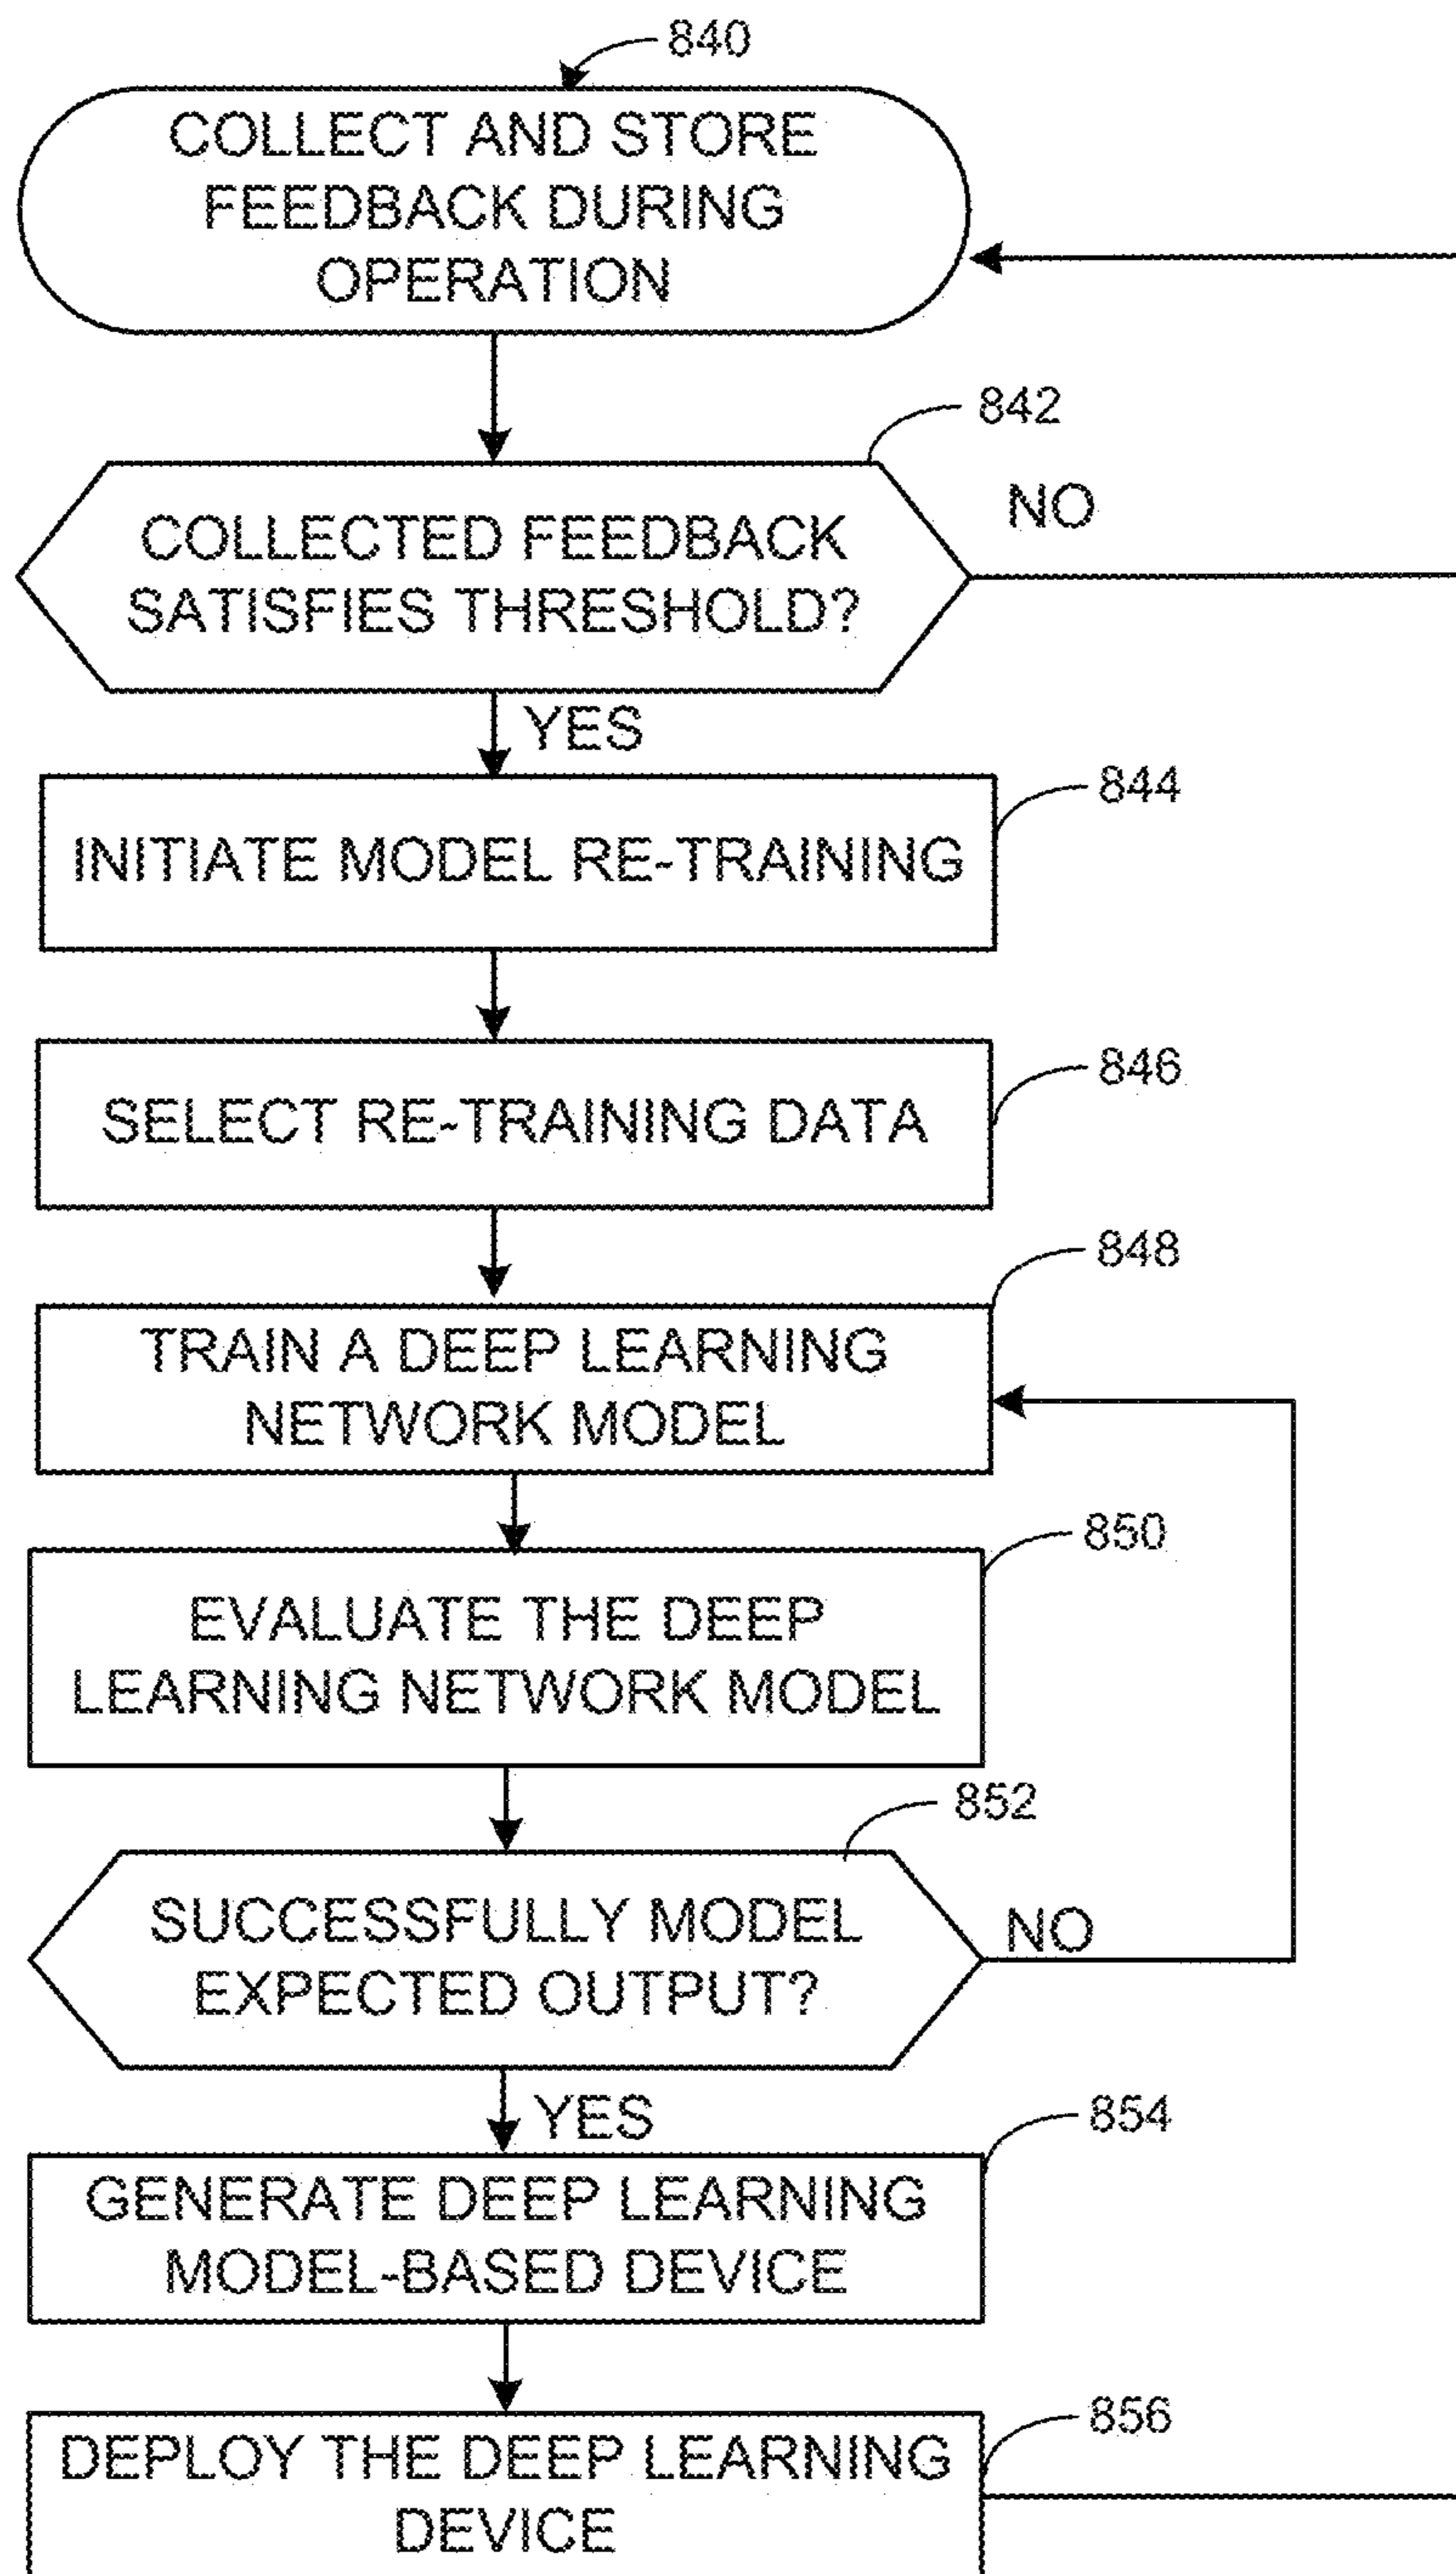 840
COLLECT AND STORE
FEEDBACK DURING
OPERATION
842
COLLECTED FEEDBACK
SATISFIES THRESHOLD?
NO
YES
844
INITIATE MODEL RE-TRAINING
846
SELECT RE-TRAINING DATA
848
TRAIN A DEEP LEARNING
NETWORK MODEL
850
EVALUATE THE DEEP
LEARNING NETWORK MODEL
852
SUCCESSFULLY MODEL
EXPECTED OUTPUT?
NO
YES
854
GENERATE DEEP LEARNING
MODEL-BASED DEVICE
856
DEPLOY THE DEEP LEARNING
DEVICE